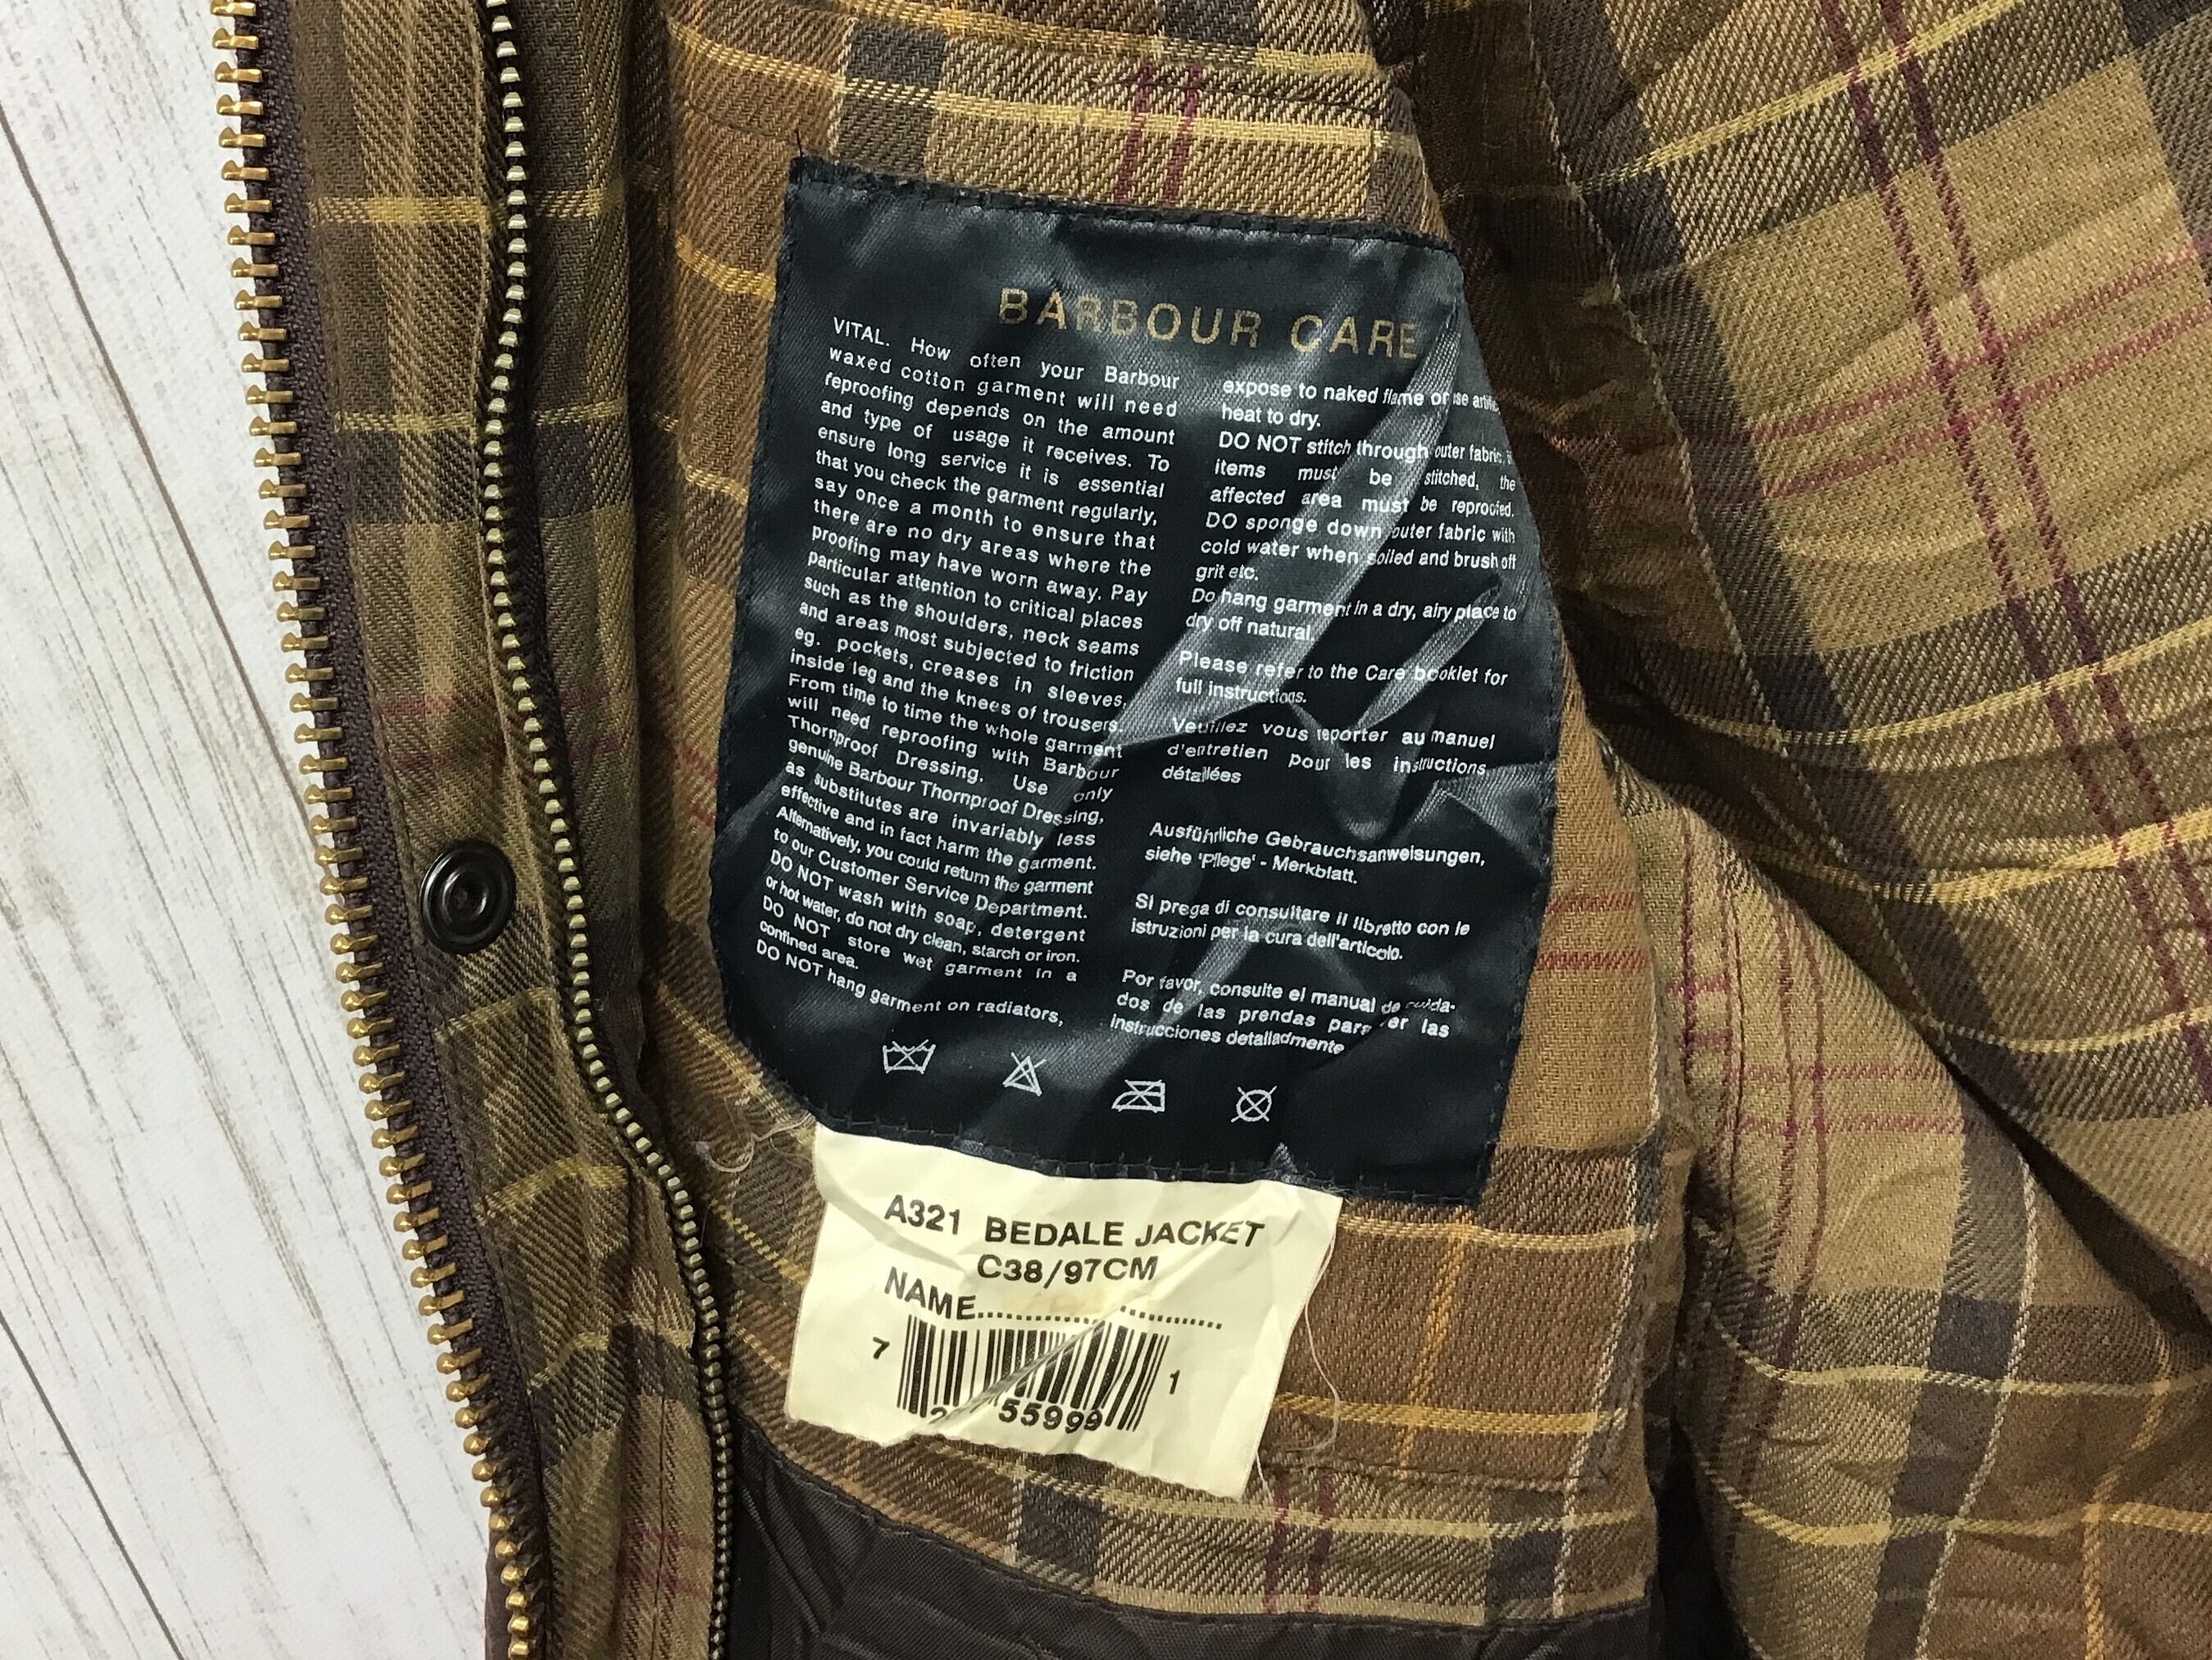 BARBOUR CARE
VITAL. How often your Barbour
waxed cotton garment will need
reproofing depends on the amount
and type of usage it receives. To
ensure long service it is essential
that you check the garment regularly,
say once a month to ensure that
there are no dry areas where the
proofing may have worn away. Pay
particular attention to critical places
such as the shoulders, neck seams
and areas most subjected to friction
eg. pockets, creases in sleeves,
inside leg and the knees of trousers.
From time to time the whole garment
will need reproofing with Barbour
Thornproof Dressing. Use only
genuine Barbour Thornproof Dressing,
as substitutes are invariably less
effective and in fact harm the garment.
Alternatively, you could return the garment
to our Customer Service Department.
DO NOT wash with soap, detergent
or hot water, do not dry clean, starch or iron.
DO NOT store wet garment in a
confined area.
DO NOT hang garment on radiators,
expose to naked flame or use
heat to dry.
DO NOT stitch through outer fabric,
items must be stitched, the
affected area must be reproofed.
DO sponge down outer fabric with
cold water when soiled and brush off
grit etc.
Do hang garment in a dry, airy place to
dry off natural.
Please refer to the Care booklet for
full instructions.
Veuillez vous reporter au manuel
d'entretien pour les instructions
détaillées
Ausführliche Gebrauchsanweisungen,
siehe 'Pflege' - Merkblatt.
Si prega di consultare il libretto con le
istruzioni per la cura dell'articolo.
Por favor, consulte el manual de cuida-
dos de las prendas para ver las
instrucciones detalladmente
A321 BEDALE JACKET
C38/97CM
NAME........................
7 1
55999